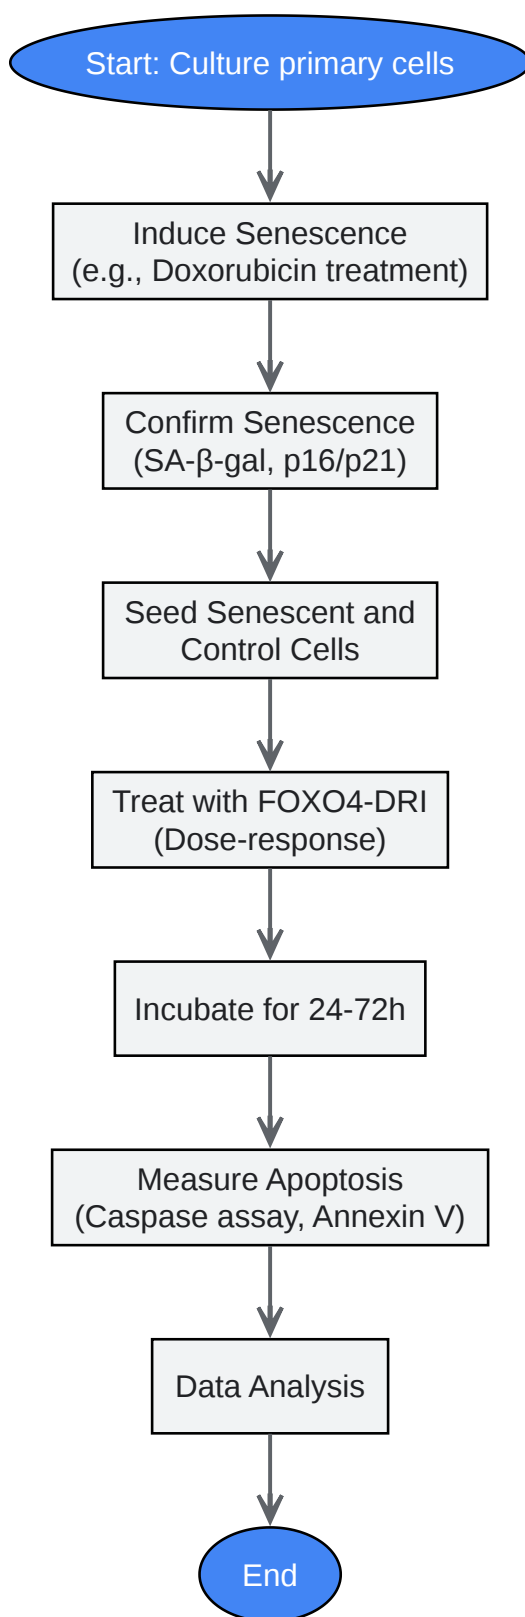 Start: Culture primary cells
Induce Senescence
(e.g., Doxorubicin treatment)
Confirm Senescence
(SA-β-gal, p16/p21)
Seed Senescent and
Control Cells
Treat with FOXO4-DRI
(Dose-response)
Incubate for 24-72h
Measure Apoptosis
(Caspase assay, Annexin V)
Data Analysis
End